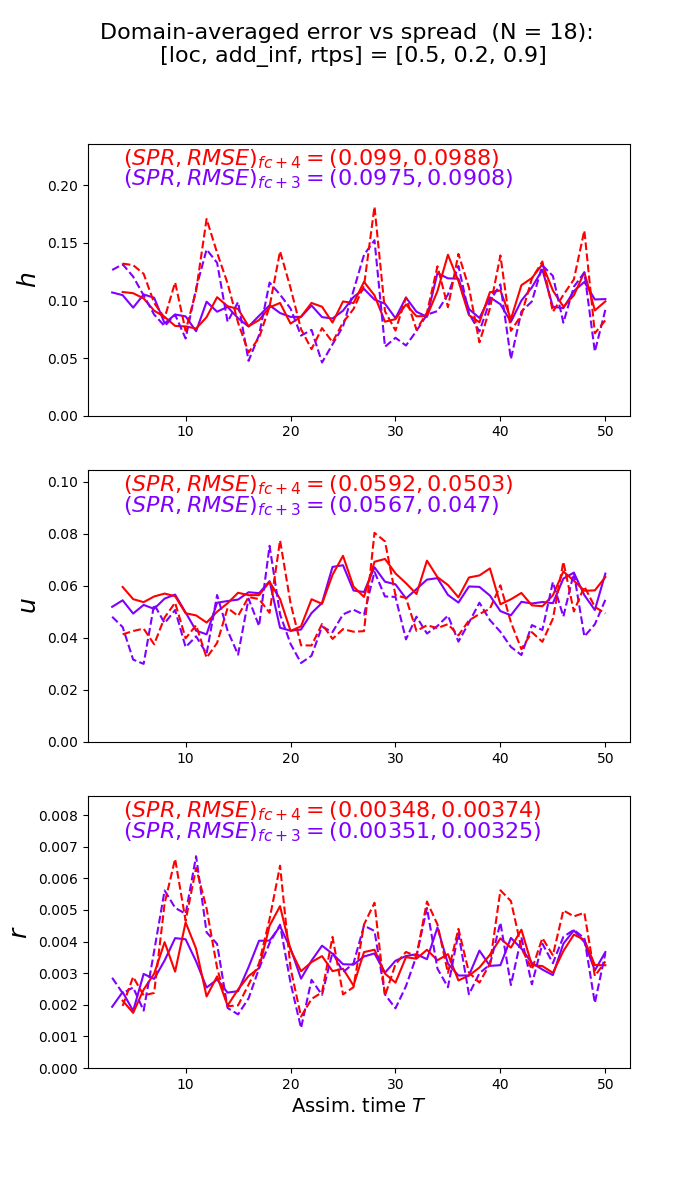 Domain-averaged error vs spread (N = 18):
[loc, add_inf, rtps] = [0.5, 0.2, 0.9]
(SPR, RMSE)fc+4 = (0.099, 0.0988)
(SPR, RMSE)fc+3 = (0.0975, 0.0908)
0.20
0.15
h
0.10
0.05
0.00
10 20 30 40 50
(SPR, RMSE)fc+4 = (0.0592, 0.0503)
(SPR, RMSE)fc+3 = (0.0567, 0.047)
0.10
0.08
0.06
u
0.04
0.02
0.00
10 20 30 40 50
(SPR, RMSE)fc+4 = (0.00348, 0.00374)
(SPR, RMSE)fc+3 = (0.00351, 0.00325)
0.008
0.007
0.006
0.005
r
0.004
0.003
0.002
0.001
0.000
10 20 30 40 50
Assim. time T